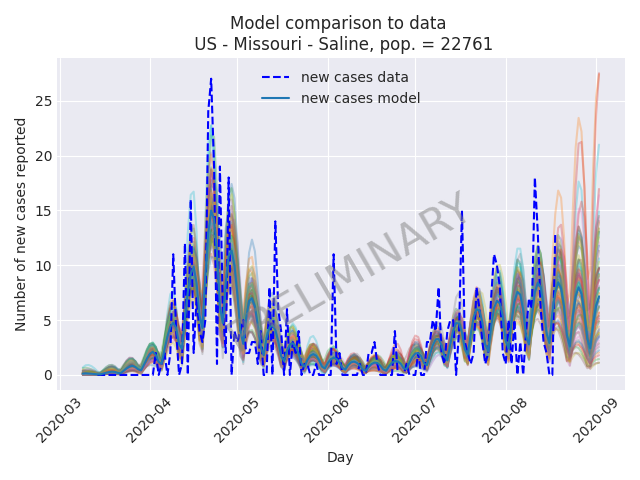 Model comparison to data
US - Missouri - Saline, pop. = 22761
new cases data
new cases model
PRELIMINARY
Number of new cases reported
25
20
15
10
5
0
2020-03
2020-04
2020-05
2020-06
2020-07
2020-08
2020-09
Day